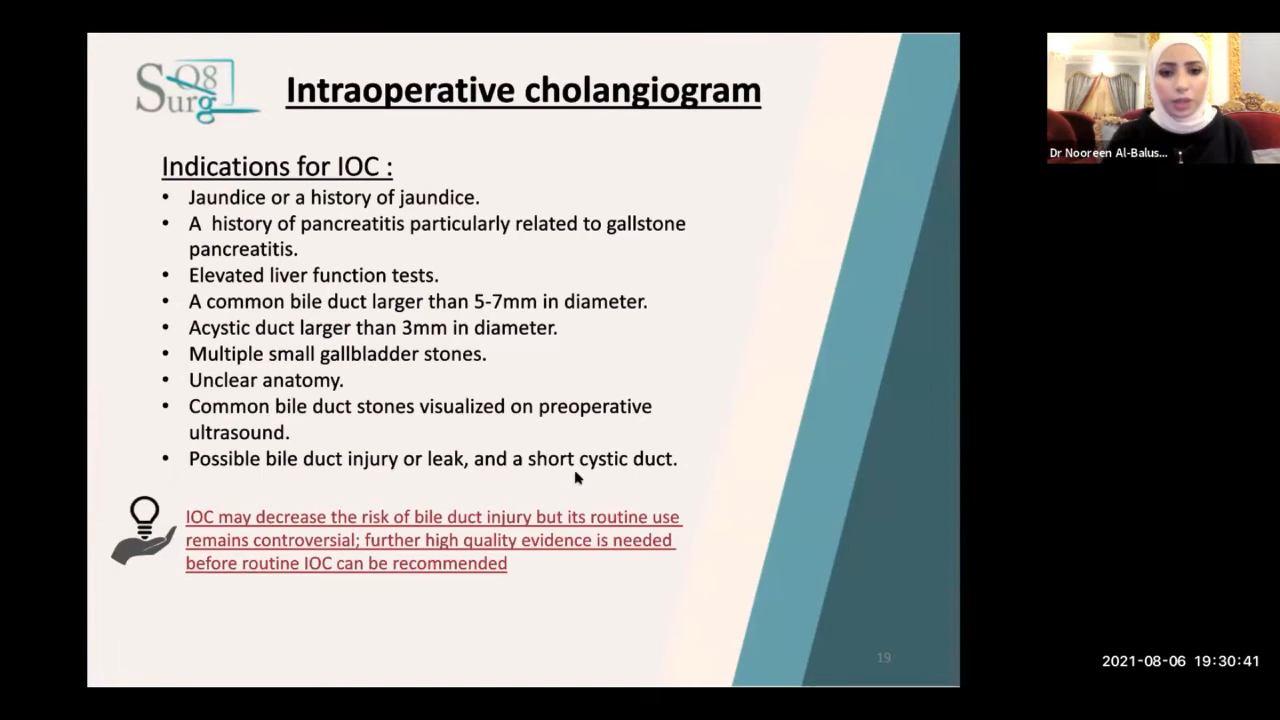 Surg Q8
Intraoperative cholangiogram
Indications for IOC :
• Jaundice or a history of jaundice.
• A history of pancreatitis particularly related to gallstone
pancreatitis.
• Elevated liver function tests.
• A common bile duct larger than 5-7mm in diameter.
• Acystic duct larger than 3mm in diameter.
• Multiple small gallbladder stones.
• Unclear anatomy.
• Common bile duct stones visualized on preoperative
ultrasound.
• Possible bile duct injury or leak, and a short cystic duct.
IOC may decrease the risk of bile duct injury but its routine use
remains controversial; further high quality evidence is needed
before routine IOC can be recommended
19
Dr Nooreen Al-Balus...
2021-08-06 19:30:41